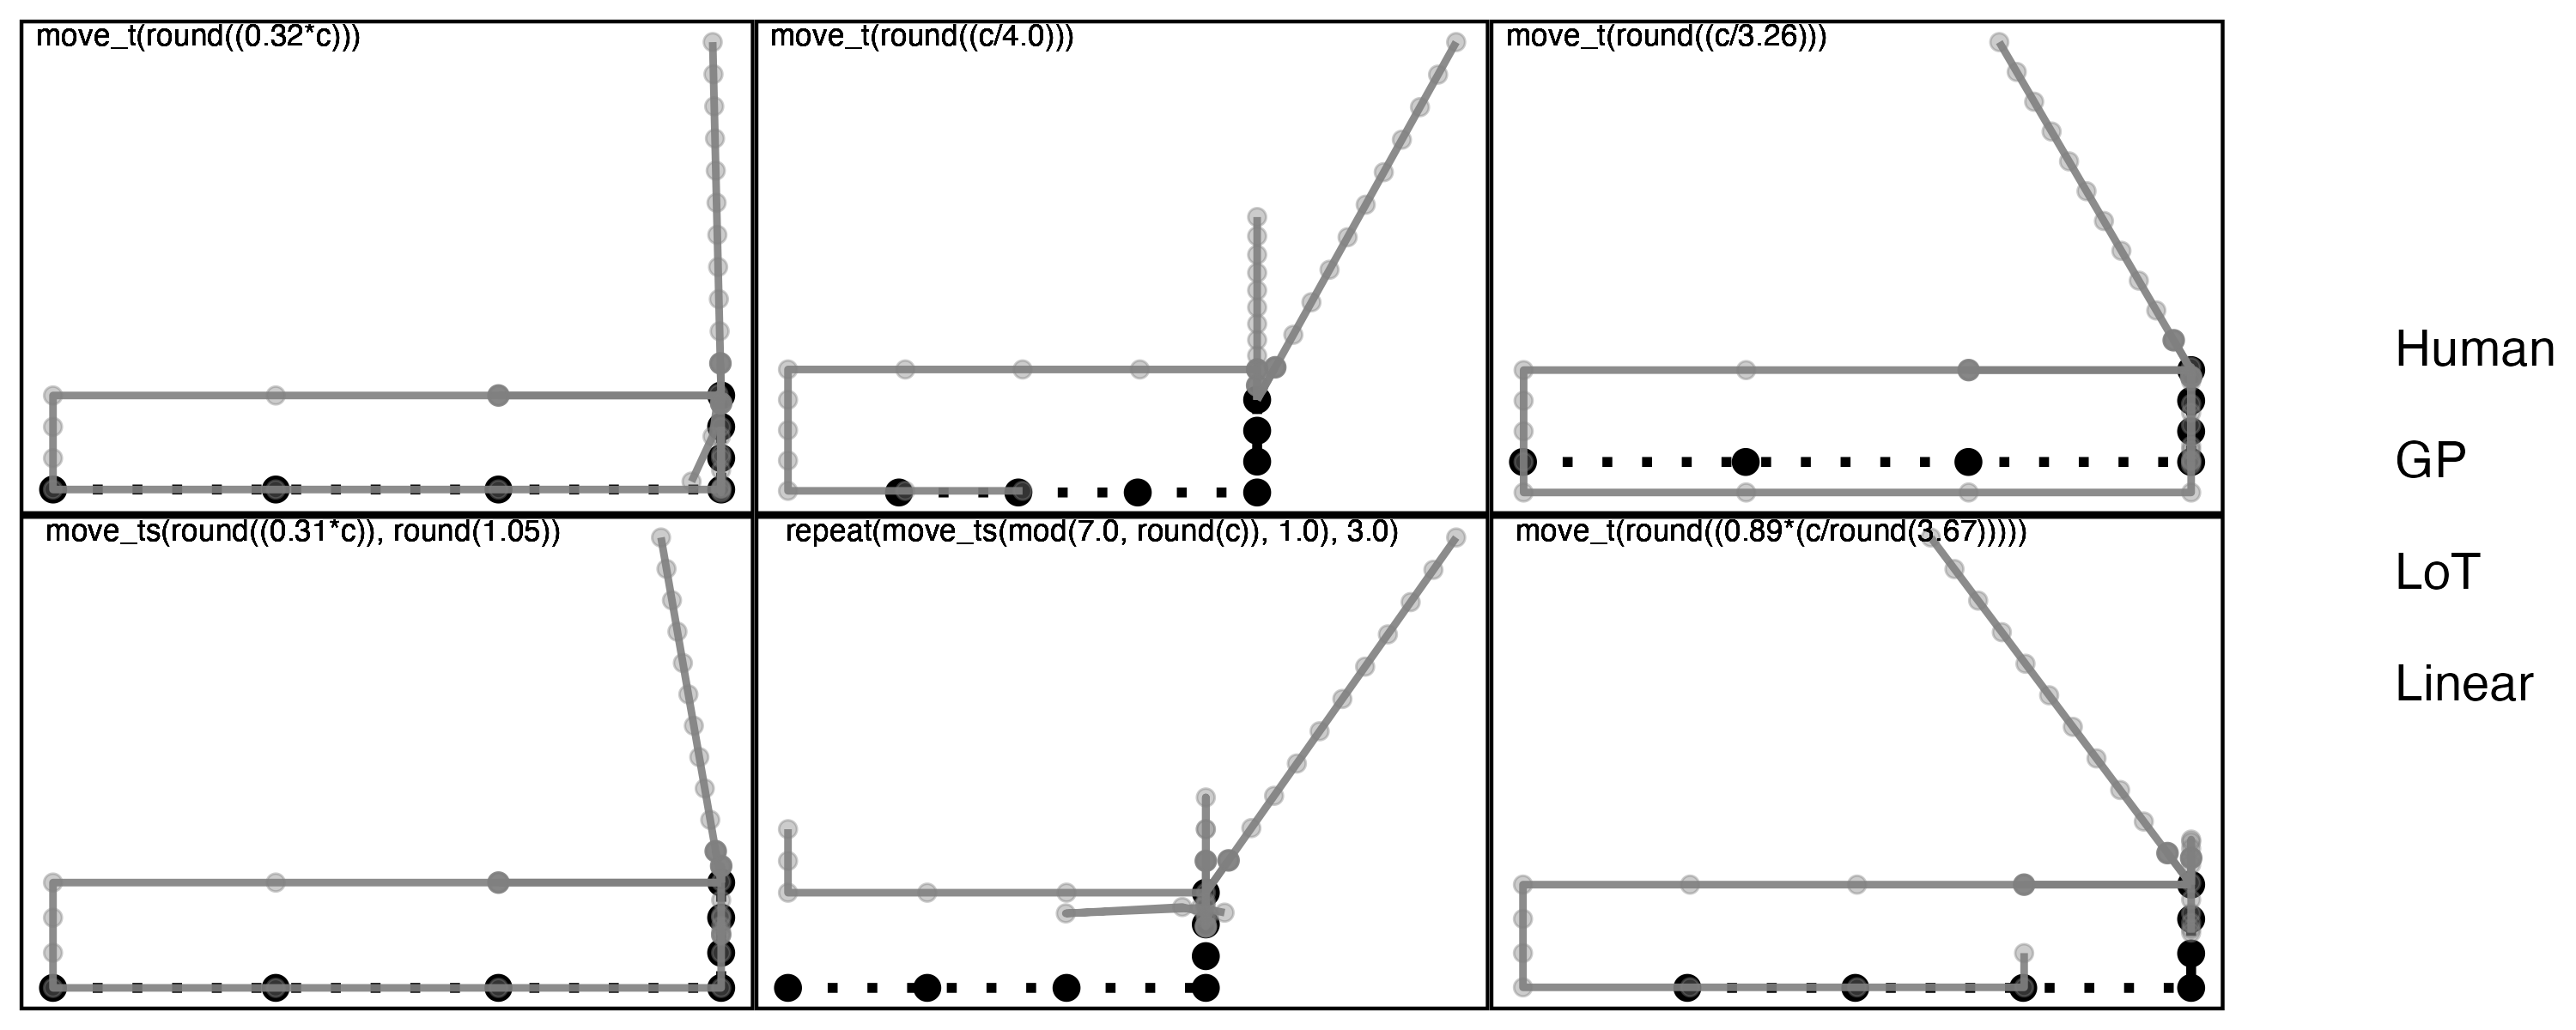 move_t(round((0.32*c)))
move_t(round((c/4.0)))
move_t(round((c/3.26)))
move_ts(round((0.31*c)), round(1.05))
repeat(move_ts(mod(7.0, round(c)), 1.0), 3.0)
move_t(round((0.89*(c/round(3.67)))))
Human
GP
LoT
Linear